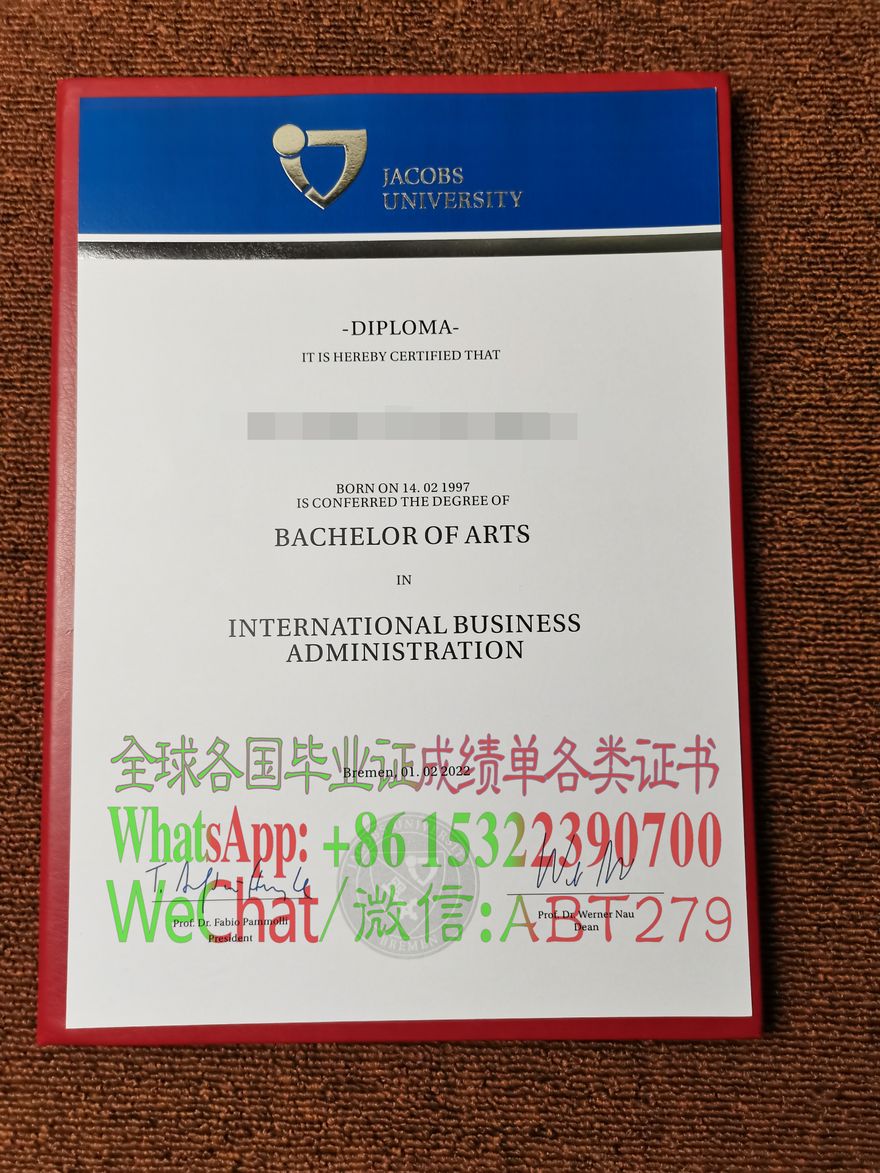 JACOBS
UNIVERSITY
-DIPLOMA-
IT IS HEREBY CERTIFIED THAT
BORN ON 14. 02 1997
IS CONFERRED THE DEGREE OF
BACHELOR OF ARTS
IN
INTERNATIONAL BUSINESS
ADMINISTRATION
全球各国毕业证成绩单各类证书
Bremen, 01. 02 2022
WhatsApp: +86 15322390700
WeChat/微信:ABT279
Prof. Dr. Fabio Pammolli
President
Prof. Dr. Werner Nau
Dean
BREMEN